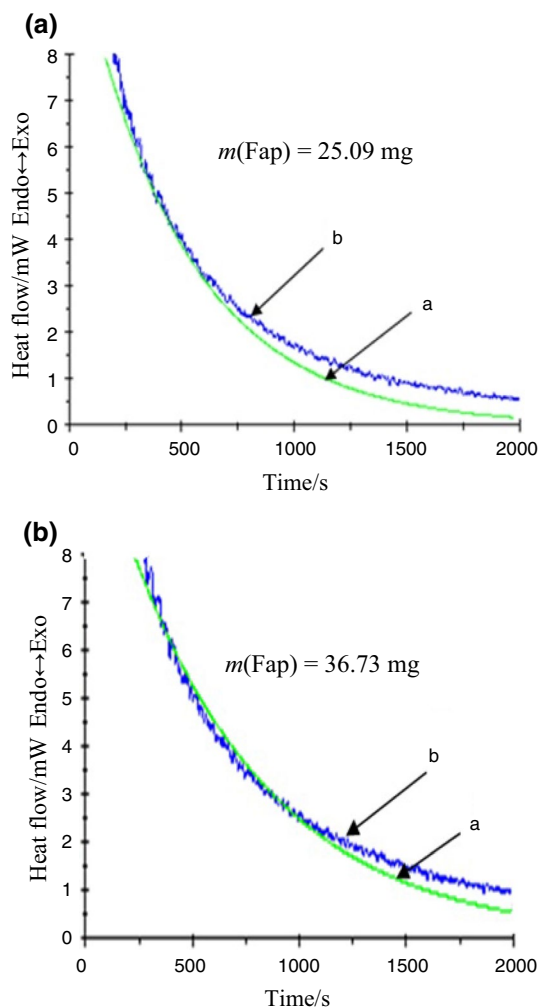 (a)
8
7
6
5
4
3
2
1
0
Heat flow/mW Endo↔Exo
m(Fap) = 25.09 mg
b
a
0 500 1000 1500 2000
Time/s
(b)
8
7
6
5
4
3
2
1
0
Heat flow/mW Endo↔Exo
m(Fap) = 36.73 mg
b
a
0 500 1000 1500 2000
Time/s